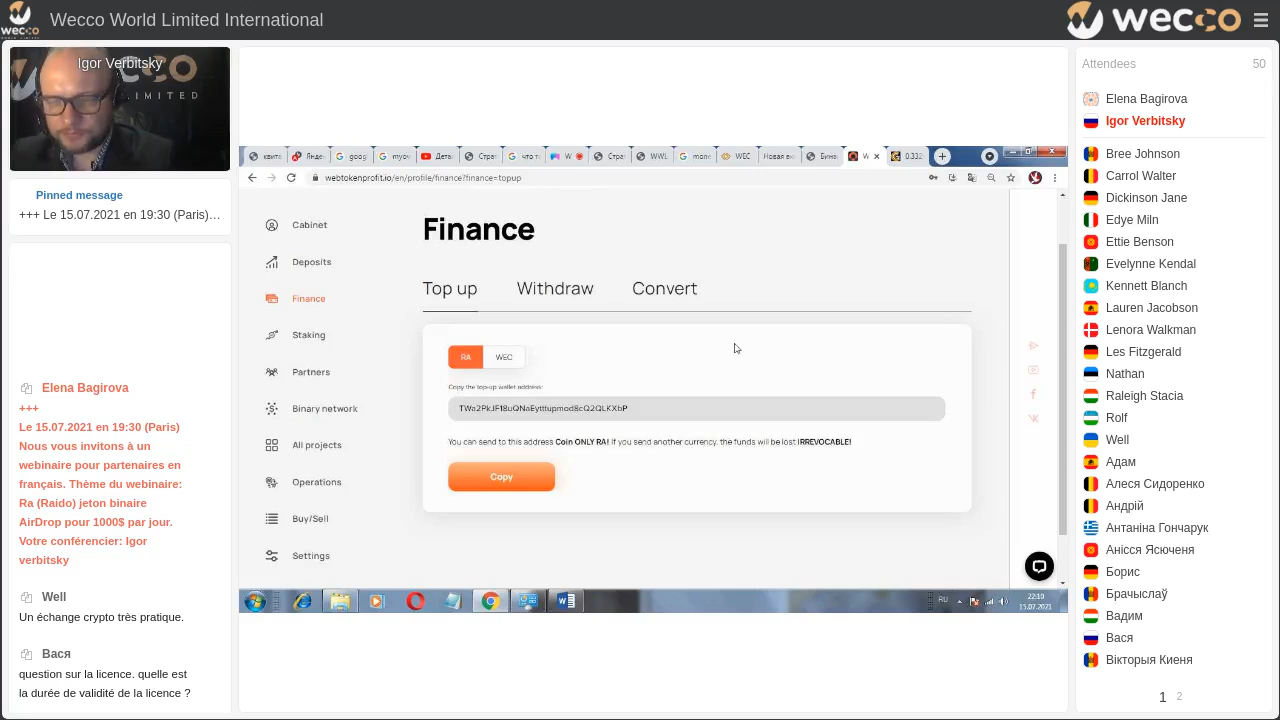 Wecco World Limited International
wecco
Attendees 50
Igor Verbitsky
LIMITED
Elena Bagirova
Igor Verbitsky
Pinned message
+++ Le 15.07.2021 en 19:30 (Paris)…
webtokenprofit.io/en/profile/finance?finance=topup
Cabinet
Deposits
Finance
Staking
Partners
Binary network
All projects
Operations
Buy/Sell
Settings
Finance
Top up Withdraw Convert
RA WEC
Copy the top-up wallet address:
You can send to this address Coin ONLY RA! If you send another currency, the funds will be lost IRREVOCABLE!
Copy
RU
22:10
15.07.2021
Elena Bagirova
+++
Le 15.07.2021 en 19:30 (Paris)
Nous vous invitons à un
webinaire pour partenaires en
français. Thème du webinaire:
Ra (Raido) jeton binaire
AirDrop pour 1000$ par jour.
Votre conférencier: Igor
verbitsky
Well
Un échange crypto très pratique.
Вася
question sur la licence. quelle est
la durée de validité de la licence ?
Bree Johnson
Carrol Walter
Dickinson Jane
Edye Miln
Ettie Benson
Evelynne Kendal
Kennett Blanch
Lauren Jacobson
Lenora Walkman
Les Fitzgerald
Nathan
Raleigh Stacia
Rolf
Well
Адам
Алеся Сидоренко
Андрій
Антаніна Гончарук
Анісся Ясюченя
Борис
Брачыслаў
Вадим
Вася
Вікторыя Киеня
1 2